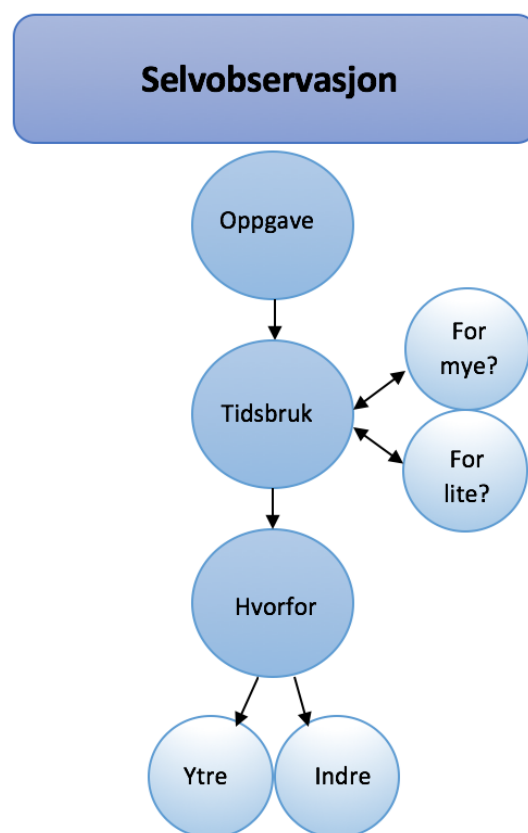 Selvobservasjon
Oppgave
Tidsbruk
For
mye?
For
lite?
Hvorfor
Ytre
Indre